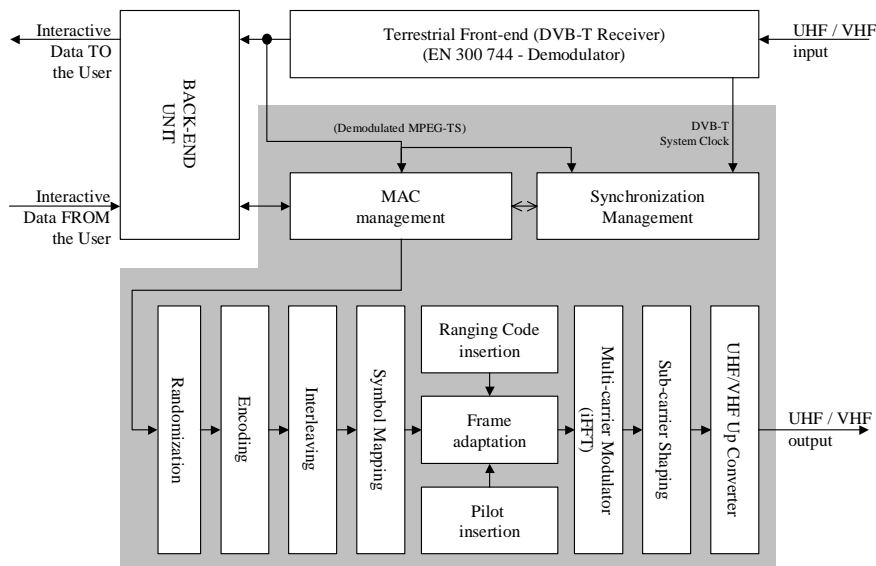 Interactive
Data TO
the User
BACK-END
UNIT
Terrestrial Front-end (DVB-T Receiver)
(EN 300 744 - Demodulator)
UHF / VHF
input
(Demodulated MPEG-TS)
DVB-T
System Clock
Interactive
Data FROM
the User
MAC
management
Synchronization
Management
Randomization
Encoding
Interleaving
Symbol Mapping
Ranging Code
insertion
Frame
adaptation
Pilot
insertion
Multi-carrier Modulator
(iFFT)
Sub-carrier Shaping
UHF/VHF Up Converter
UHF / VHF
output